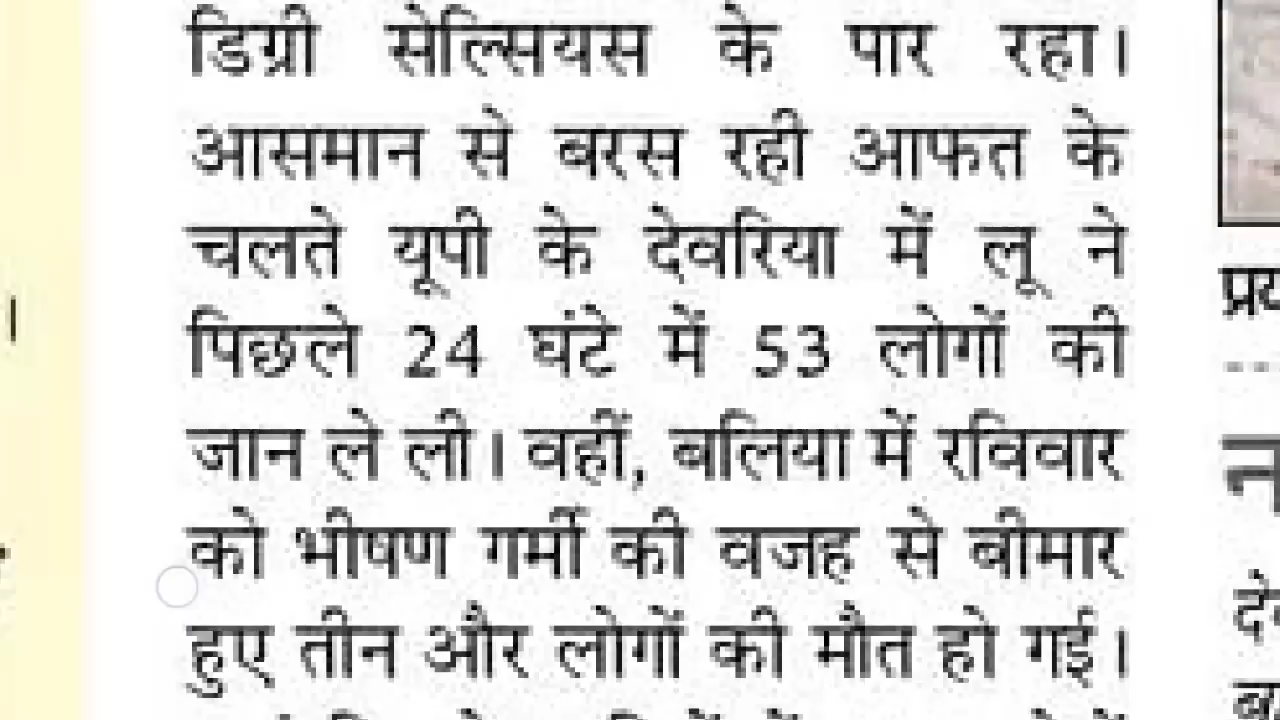 डिग्री सेल्सियस के पार रहा।
आसमान से बरस रही आफत के
चलते यूपी के देवरिया में लू ने
पिछले 24 घंटे में 53 लोगों की
जान ले ली। वहीं, बलिया में रविवार
को भीषण गर्मी की वजह से बीमार
हुए तीन और लोगों की मौत हो गई।